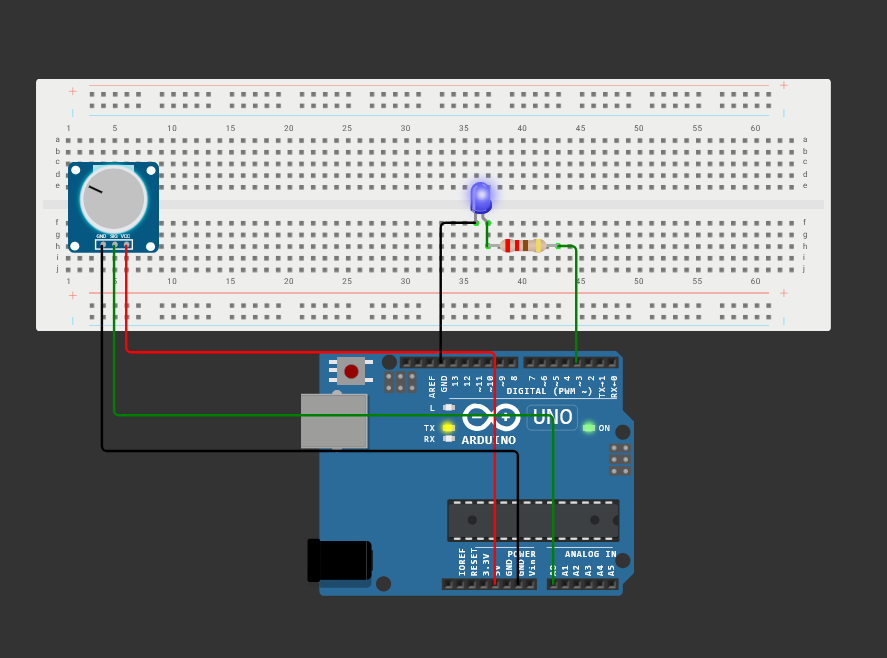 + +
1 5 10 15 20 25 30 35 40 45 50 55 60
a a
b b
c c
d d
e e
f f
g g
h h
i i
j j
1 5 10 15 20 25 30 35 40 45 50 55 60
+ +
GND SIG VCC
AREF GND 13 12 ~11 ~10 ~9 8 7 ~6 ~5 4 ~3 2 TX→1 RX←0
DIGITAL (PWM ~)
L
TX
RX
UNO
ON
ARDUINO
POWER ANALOG IN
IOREF RESET 3.3V 5V GND GND Vin A0 A1 A2 A3 A4 A5